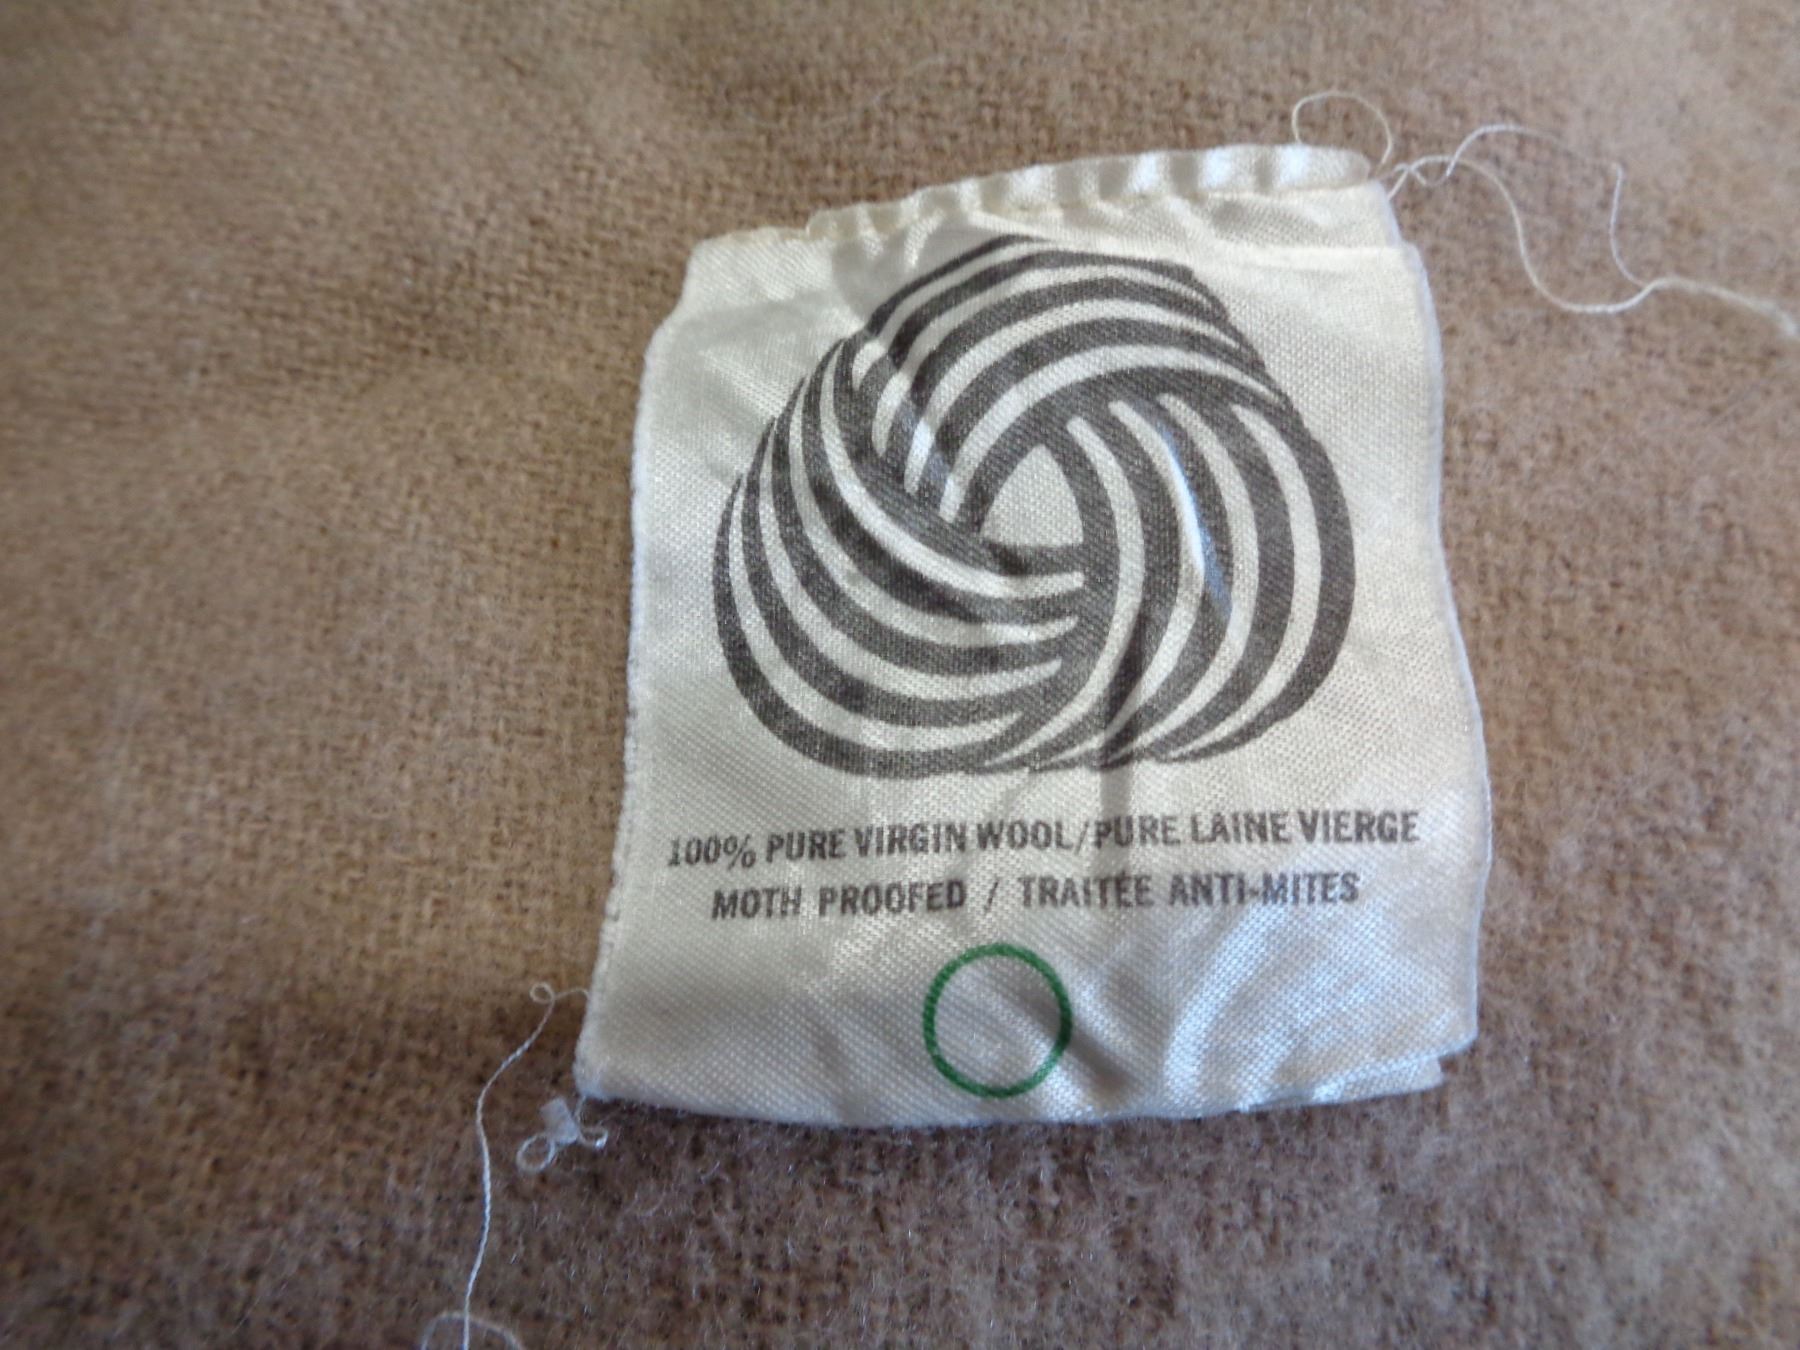 100% PURE VIRGIN WOOL/PURE LAINE VIERGE
MOTH PROOFED / TRAITÉE ANTI-MITES